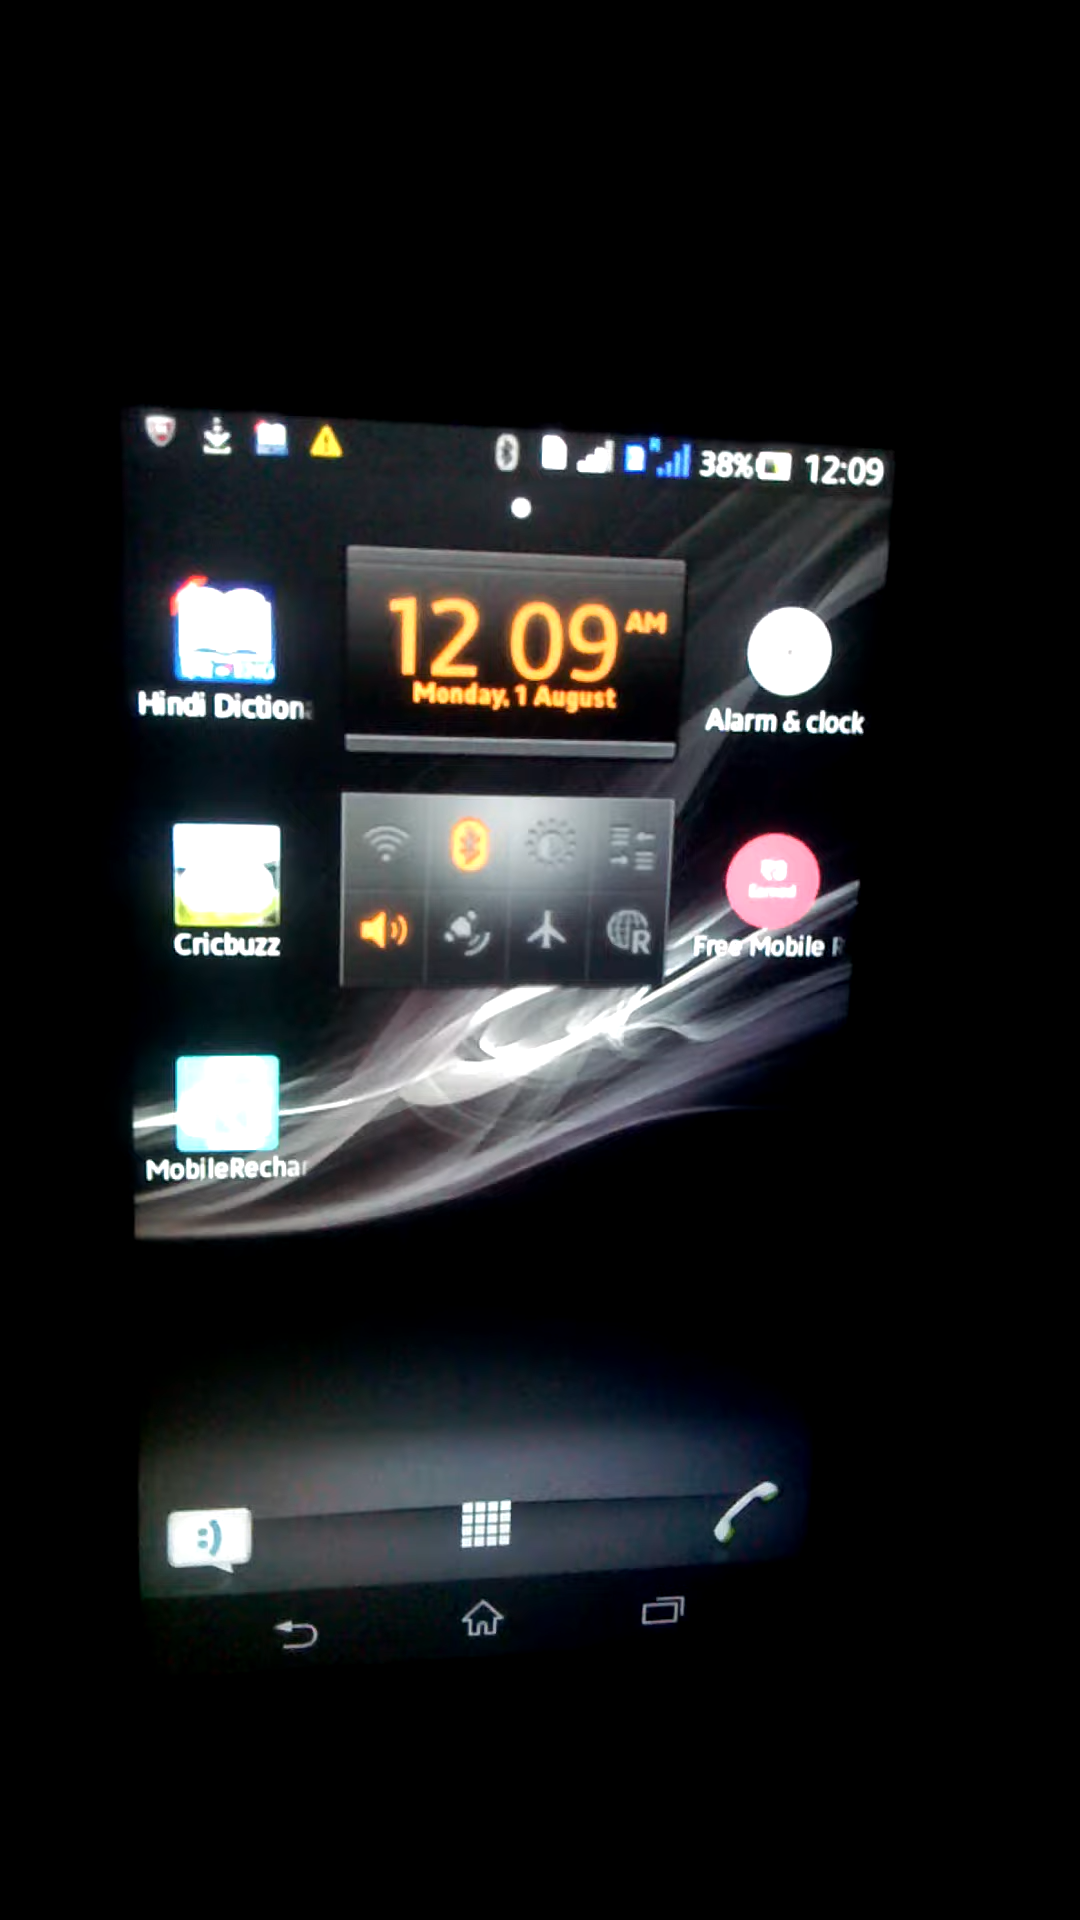 38% 12:09
12 09 AM
Monday, 1 August
Hindi Diction
Alarm & clock
Cricbuzz
Free Mobile R
MobileRechar
R